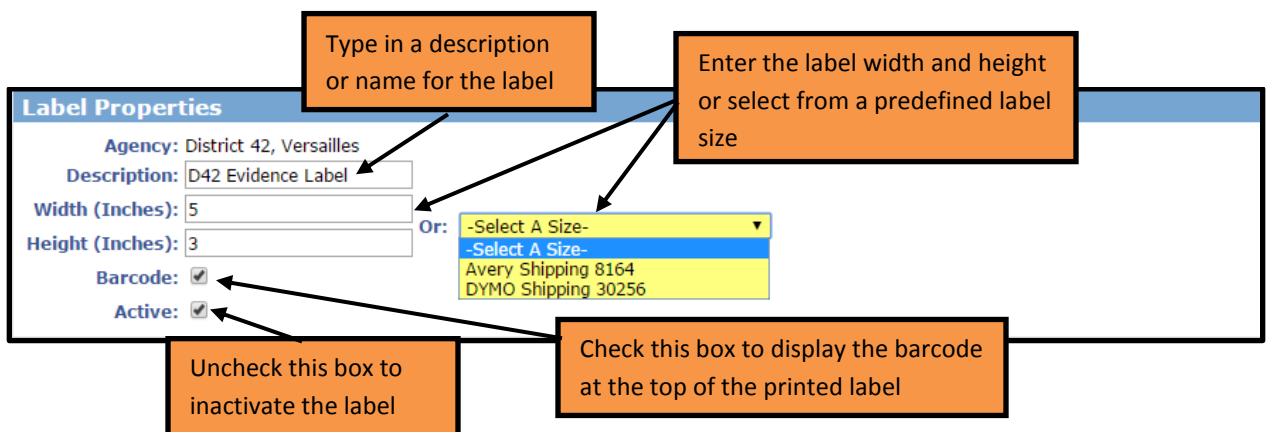 Type in a description
or name for the label
Enter the label width and height
or select from a predefined label
size
Label Properties
Agency: District 42, Versailles
Description: D42 Evidence Label
Width (Inches): 5
Or: -Select A Size-
Height (Inches): 3
-Select A Size-
Avery Shipping 8164
DYMO Shipping 30256
Barcode:
Active:
Uncheck this box to
inactivate the label
Check this box to display the barcode
at the top of the printed label